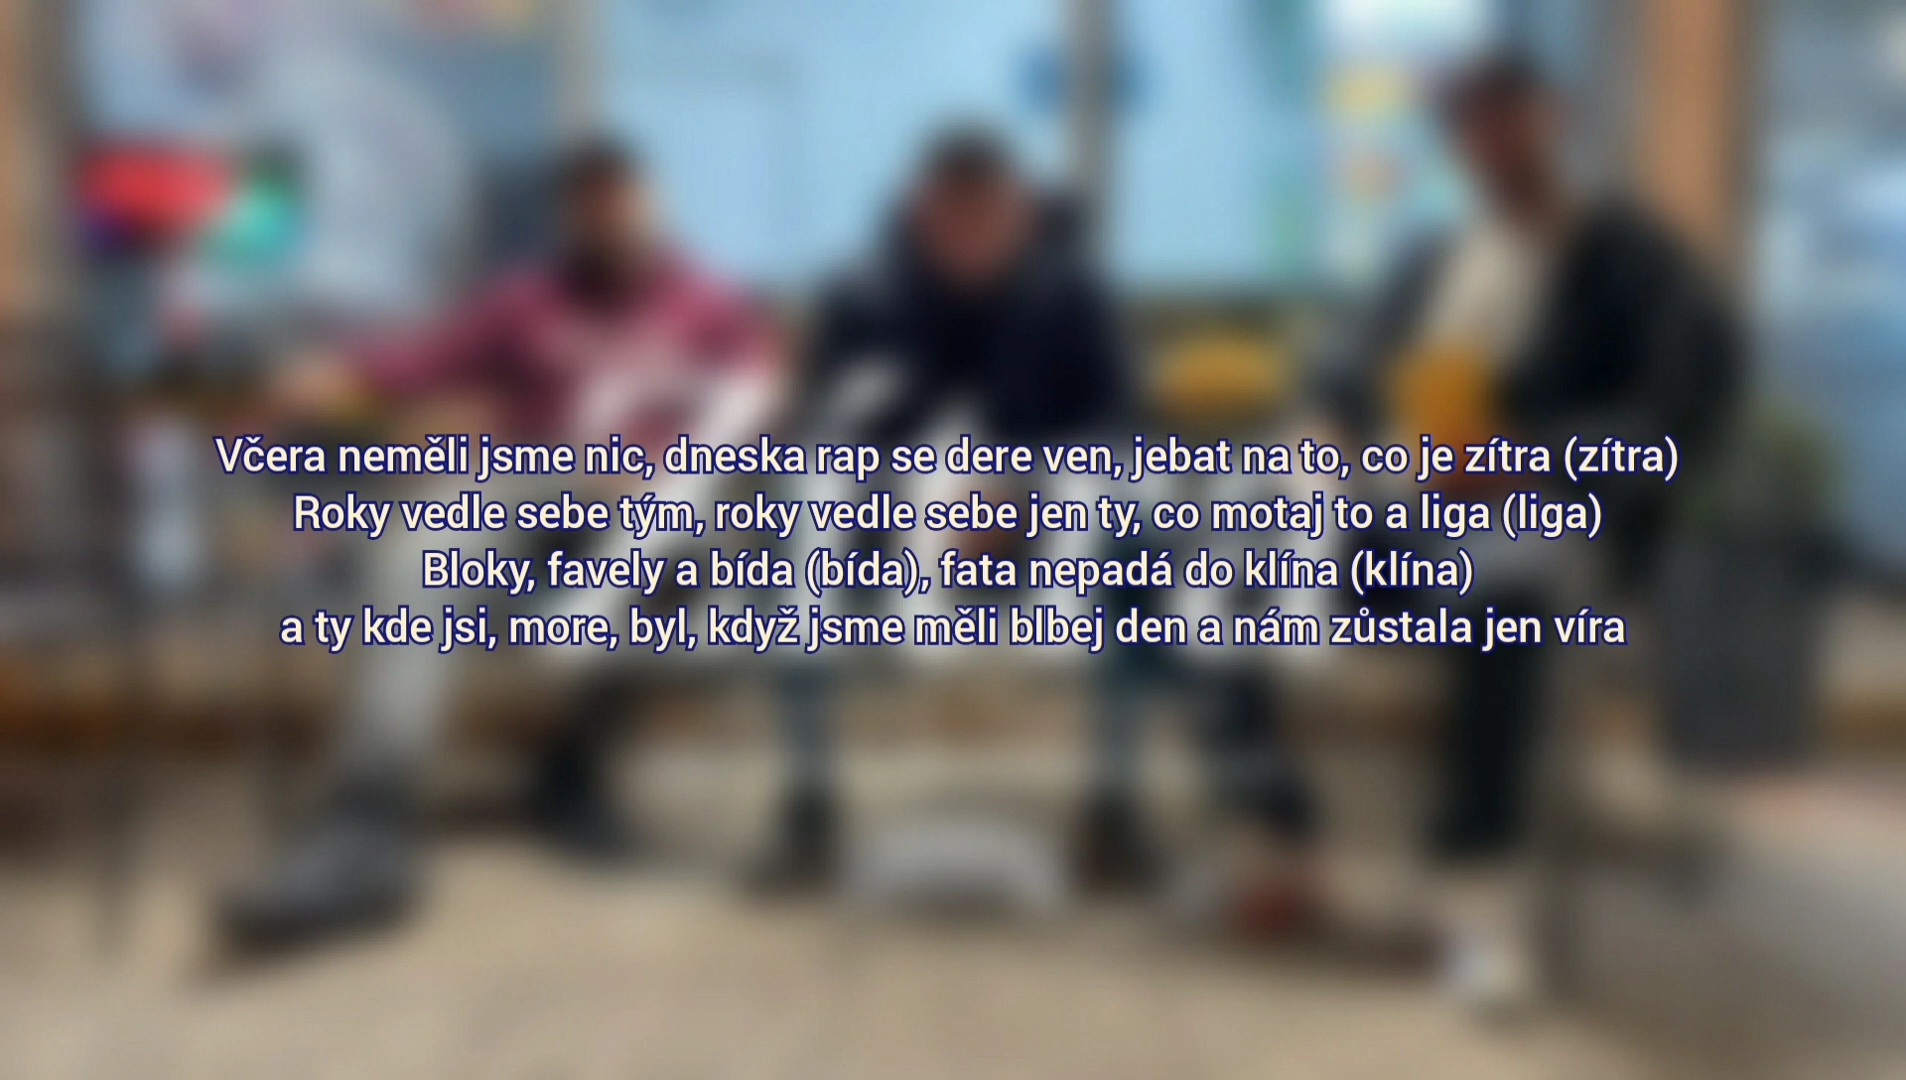 Včera neměli jsme nic, dneska rap se dere ven, jebat na to, co je zítra (zítra)
Roky vedle sebe tým, roky vedle sebe jen ty, co motaj to a liga (liga)
Bloky, favely a bída (bída), fata nepadá do klína (klína)
a ty kde jsi, more, byl, když jsme měli blbej den a nám zůstala jen víra